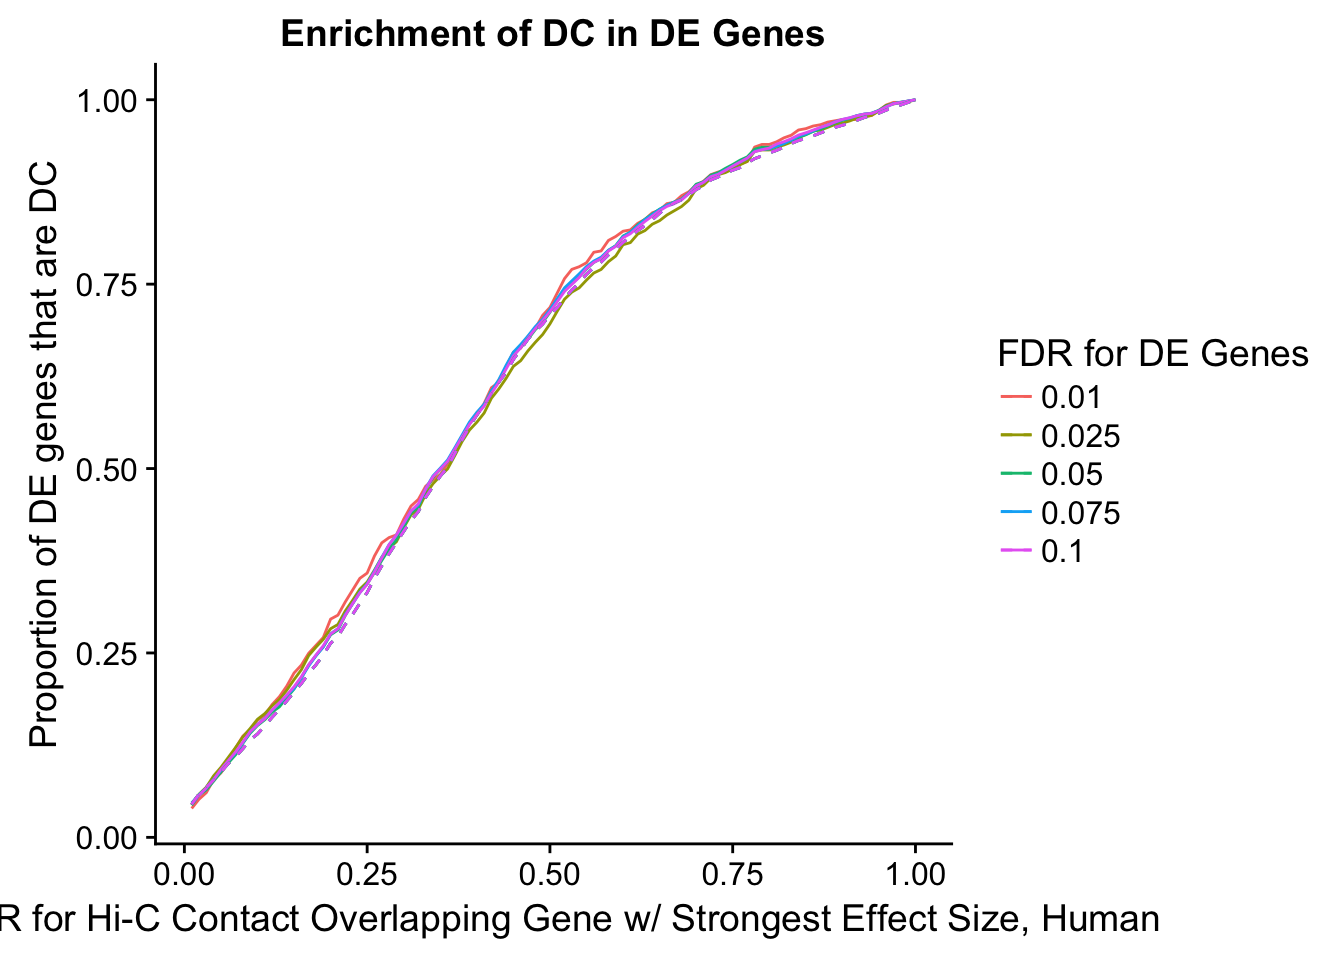 Enrichment of DC in DE Genes
Proportion of DE genes that are DC
1.00
0.75
0.50
0.25
0.00
0.00 0.25 0.50 0.75 1.00
R for Hi-C Contact Overlapping Gene w/ Strongest Effect Size, Human
FDR for DE Genes
0.01
0.025
0.05
0.075
0.1